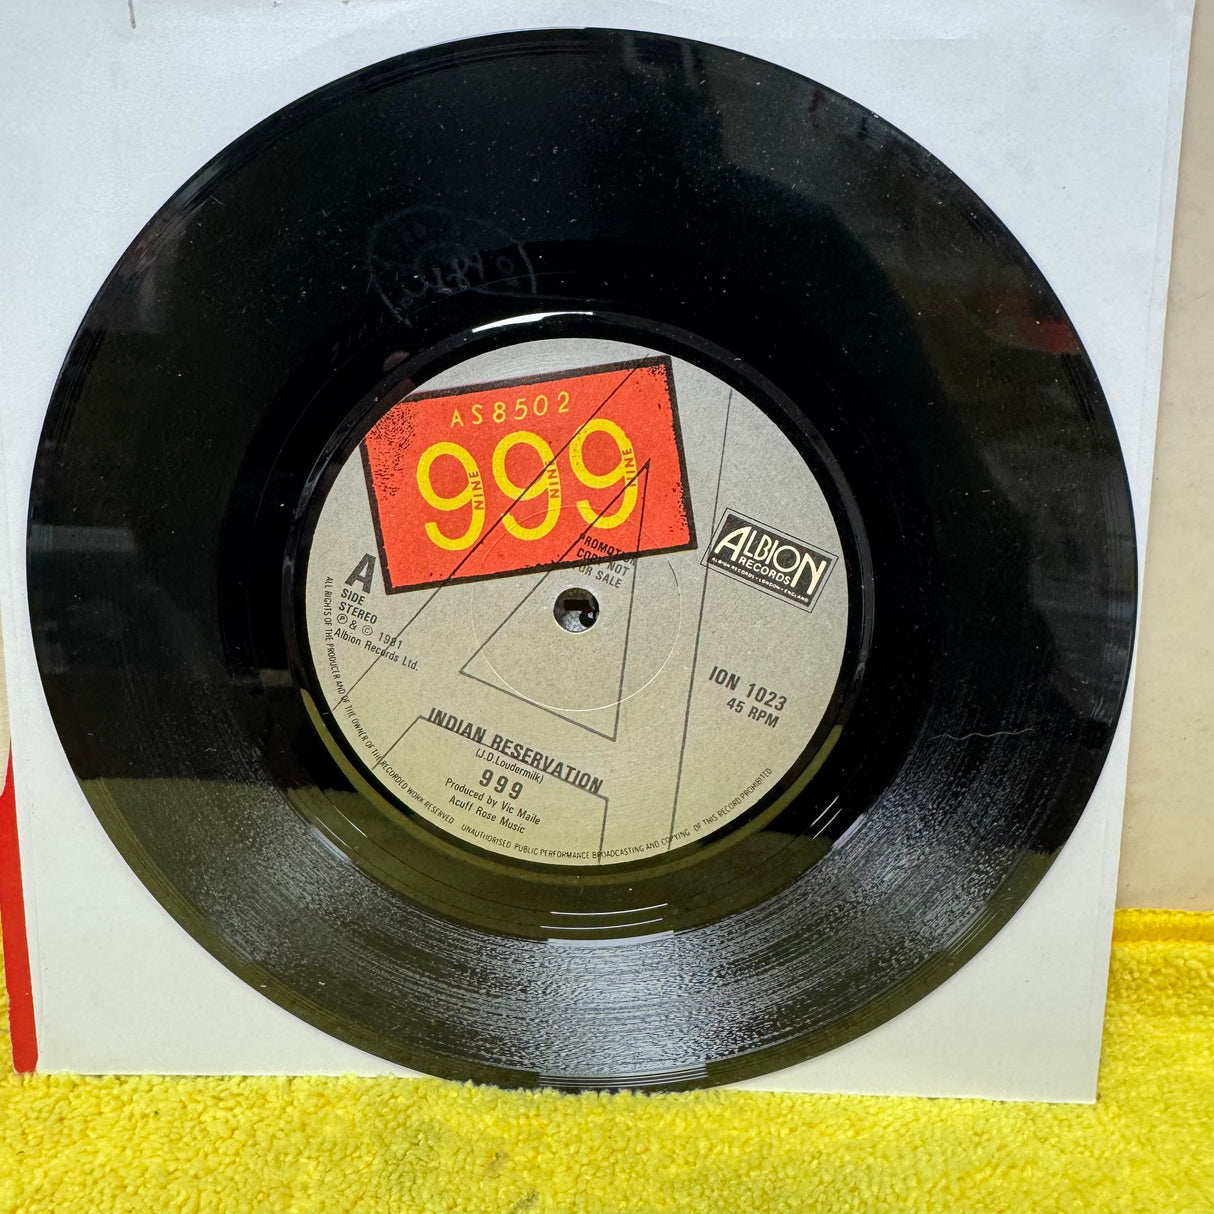 AS8502
999
NINE NINE NINE
PROMOTION
COPY NOT
FOR SALE
A
SIDE
STEREO
℗ & © 1981
Albion Records Ltd.
ALBION
RECORDS
ALBION RECORDS • LONDON • ENGLAND
ION 1023
45 RPM
INDIAN RESERVATION
(J.D.Loudermilk)
999
Produced by Vic Maile
Acuff Rose Music
ALL RIGHTS OF THE PRODUCER AND OF THE OWNER OF THE RECORDED WORK RESERVED UNAUTHORISED PUBLIC PERFORMANCE BROADCASTING AND COPYING OF THIS RECORD PROHIBITED